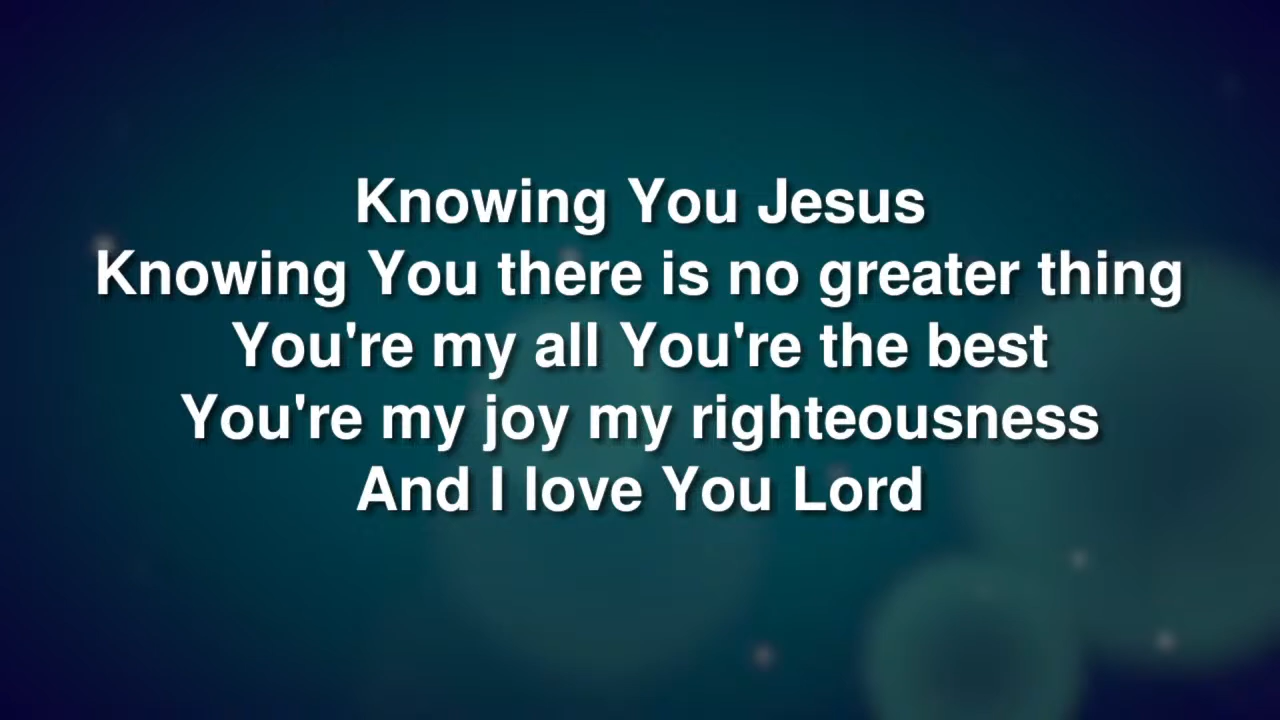 Knowing You Jesus
Knowing You there is no greater thing
You're my all You're the best
You're my joy my righteousness
And I love You Lord